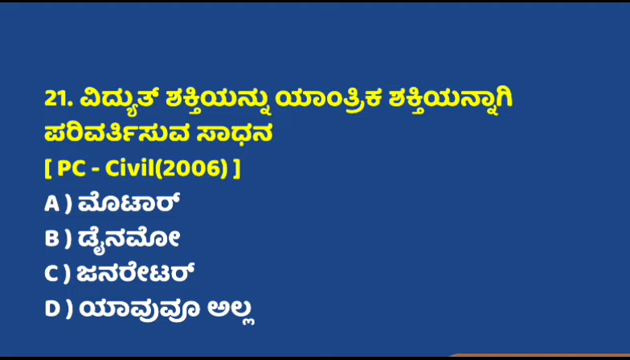 21. ವಿದ್ಯುತ್ ಶಕ್ತಿಯನ್ನು ಯಾಂತ್ರಿಕ ಶಕ್ತಿಯನ್ನಾಗಿ
ಪರಿವರ್ತಿಸುವ ಸಾಧನ
[ PC - Civil(2006) ]
A ) ಮೊಟಾರ್
B ) ಡೈನಮೋ
C ) ಜನರೇಟರ್
D ) ಯಾವುವೂ ಅಲ್ಲ